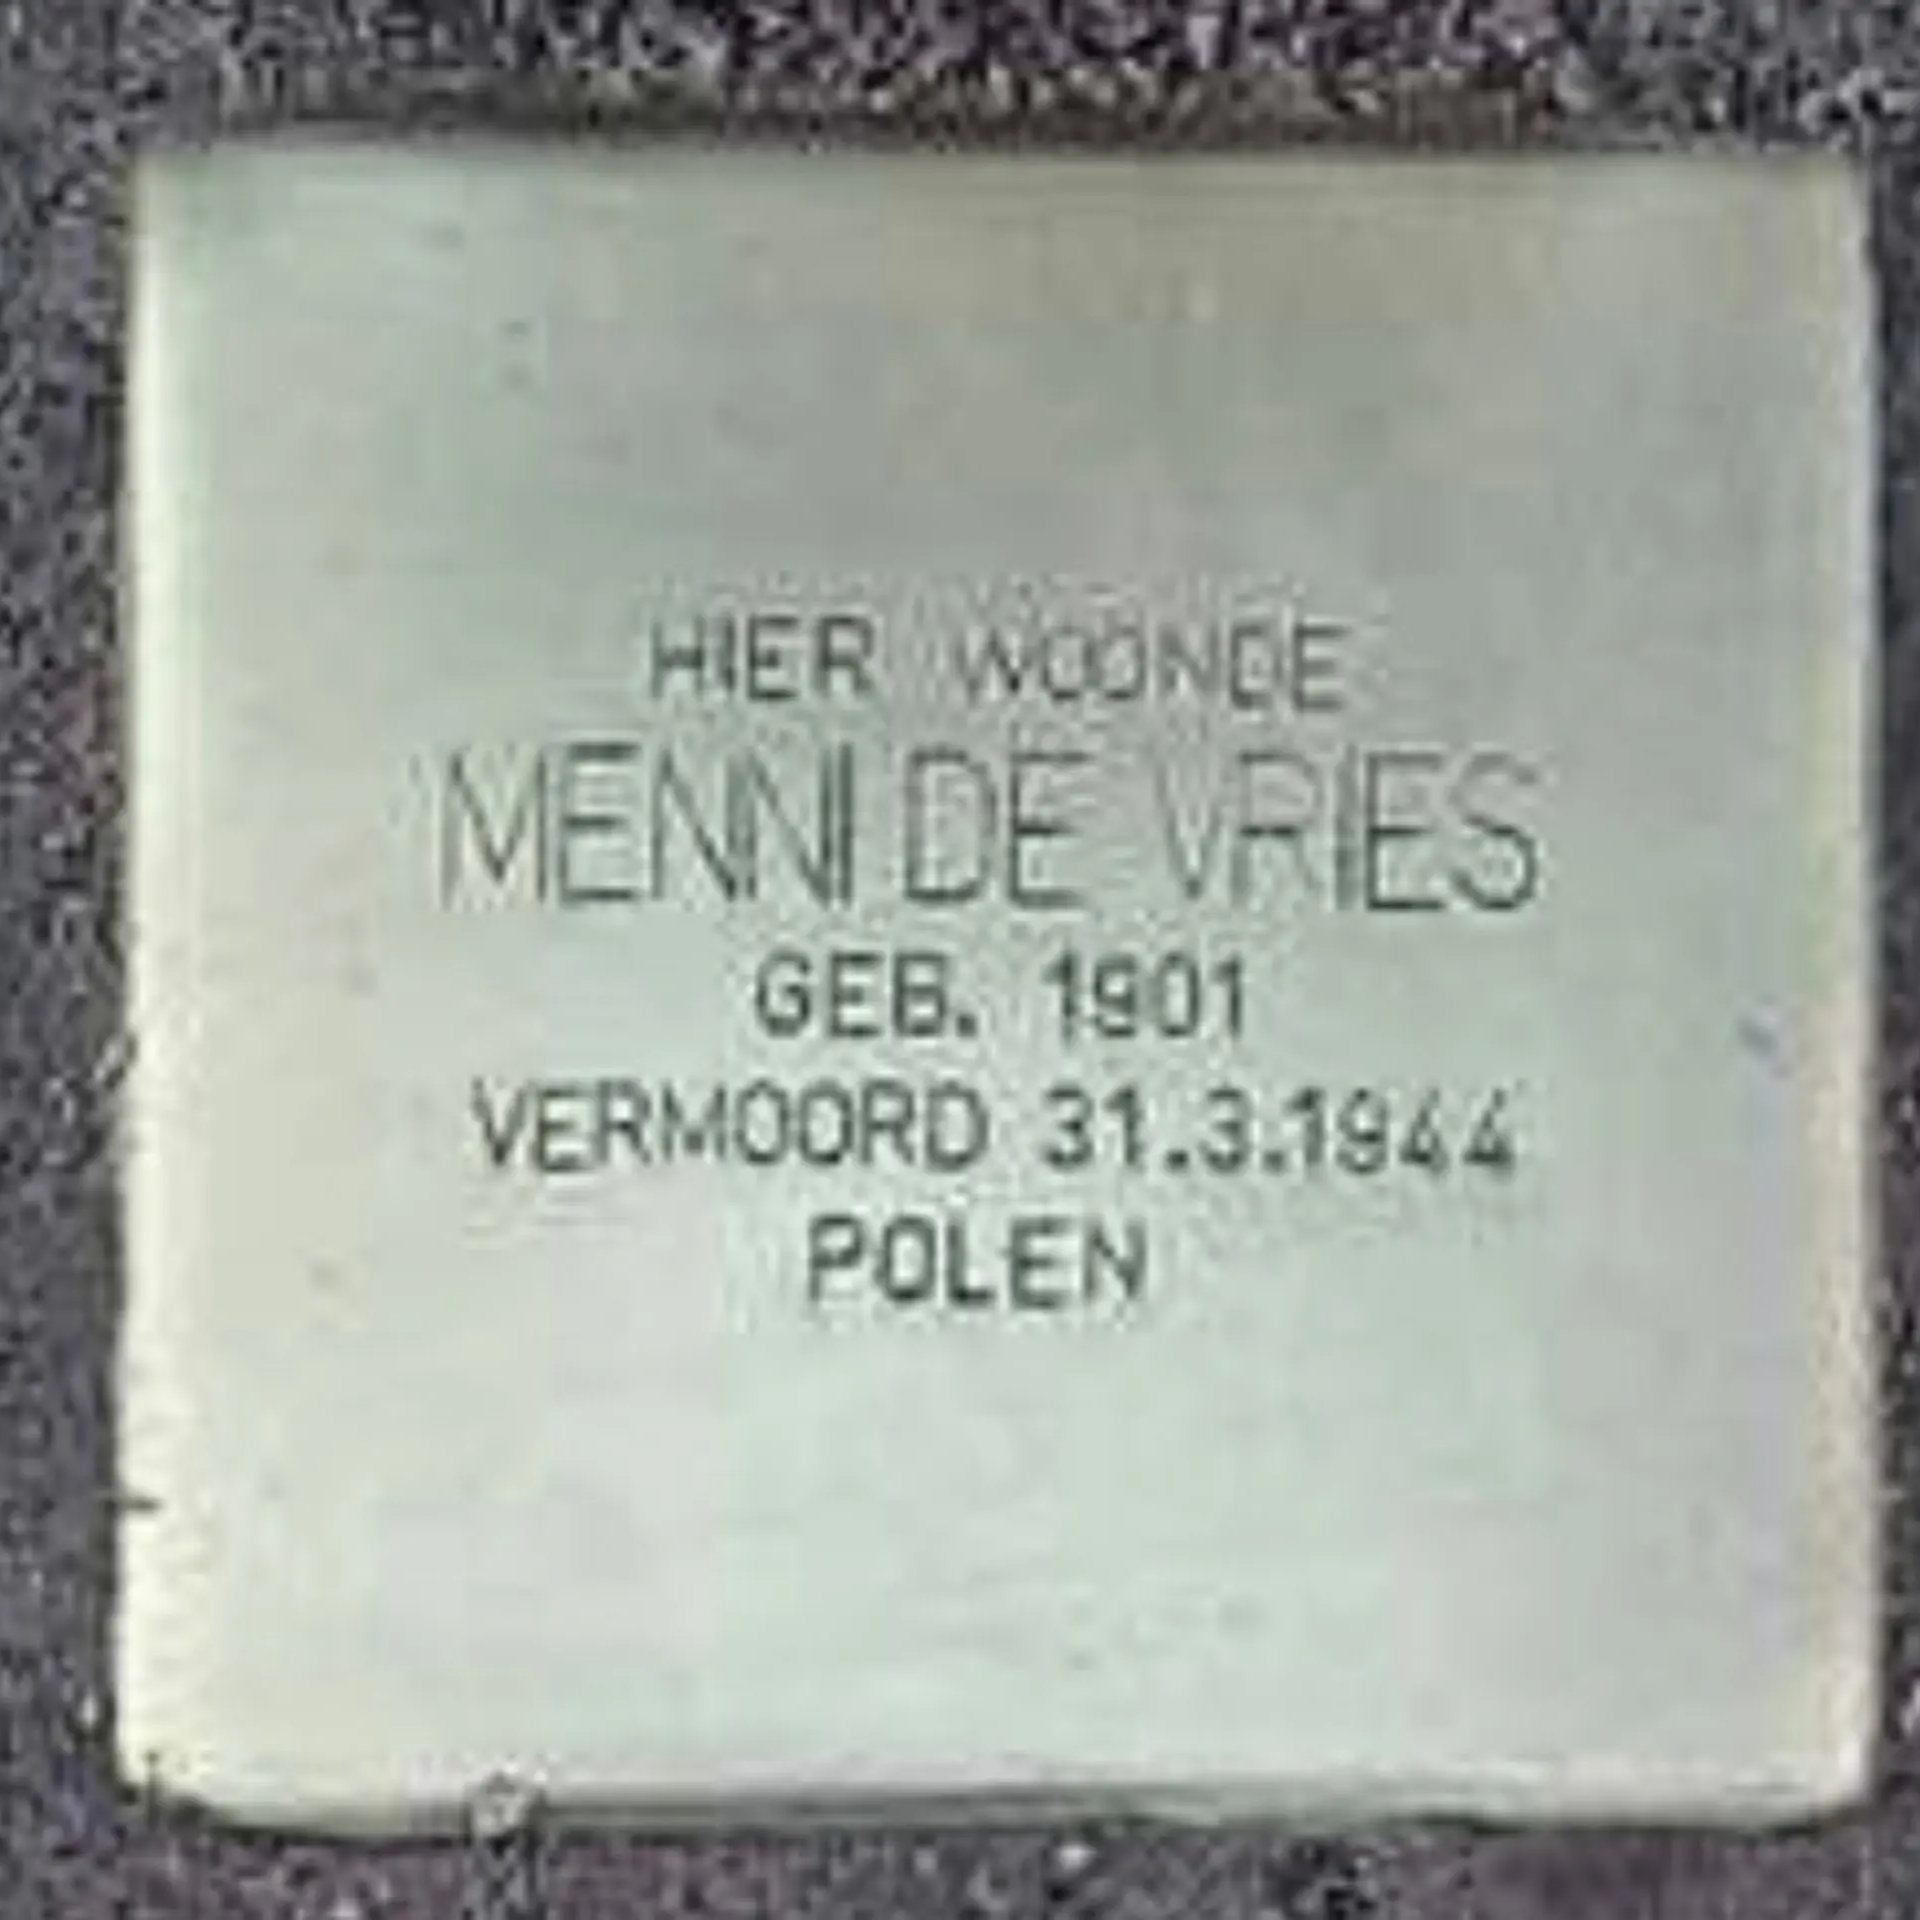 HIER WOONDE
MENNI DE VRIES
GEB. 1901
VERMOORD 31.3.1944
POLEN